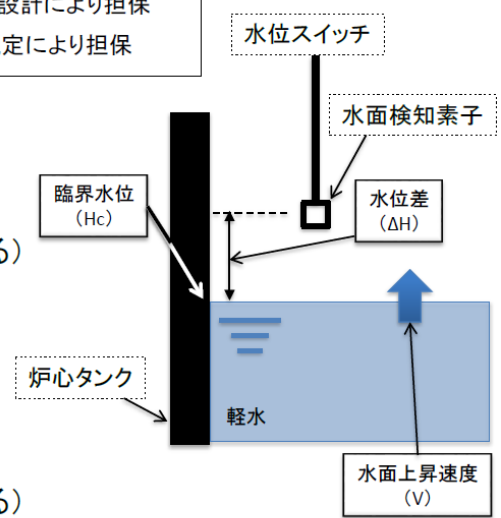 設計により担保
定により担保
水位スイッチ
水面検知素子
臨界水位
(Hc)
水位差
(ΔH)
る)
炉心タンク
軽水
水面上昇速度
(V)
る)